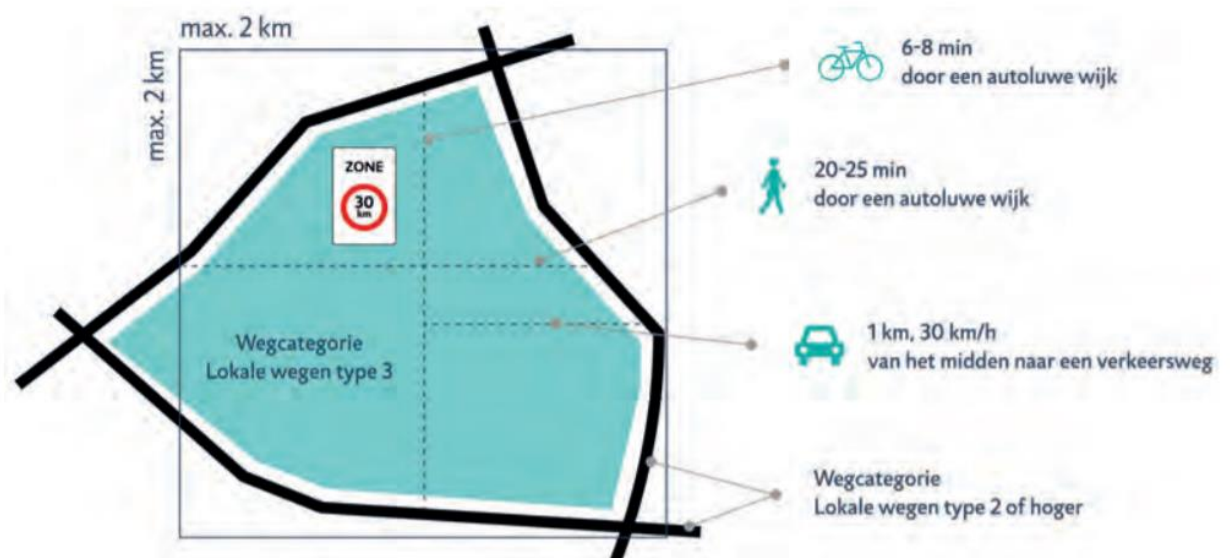 max. 2 km
max. 2 km
ZONE
30
km
Wegcategorie
Lokale wegen type 3
6-8 min
door een autoluwe wijk
20-25 min
door een autoluwe wijk
1 km, 30 km/h
van het midden naar een verkeersweg
Wegcategorie
Lokale wegen type 2 of hoger